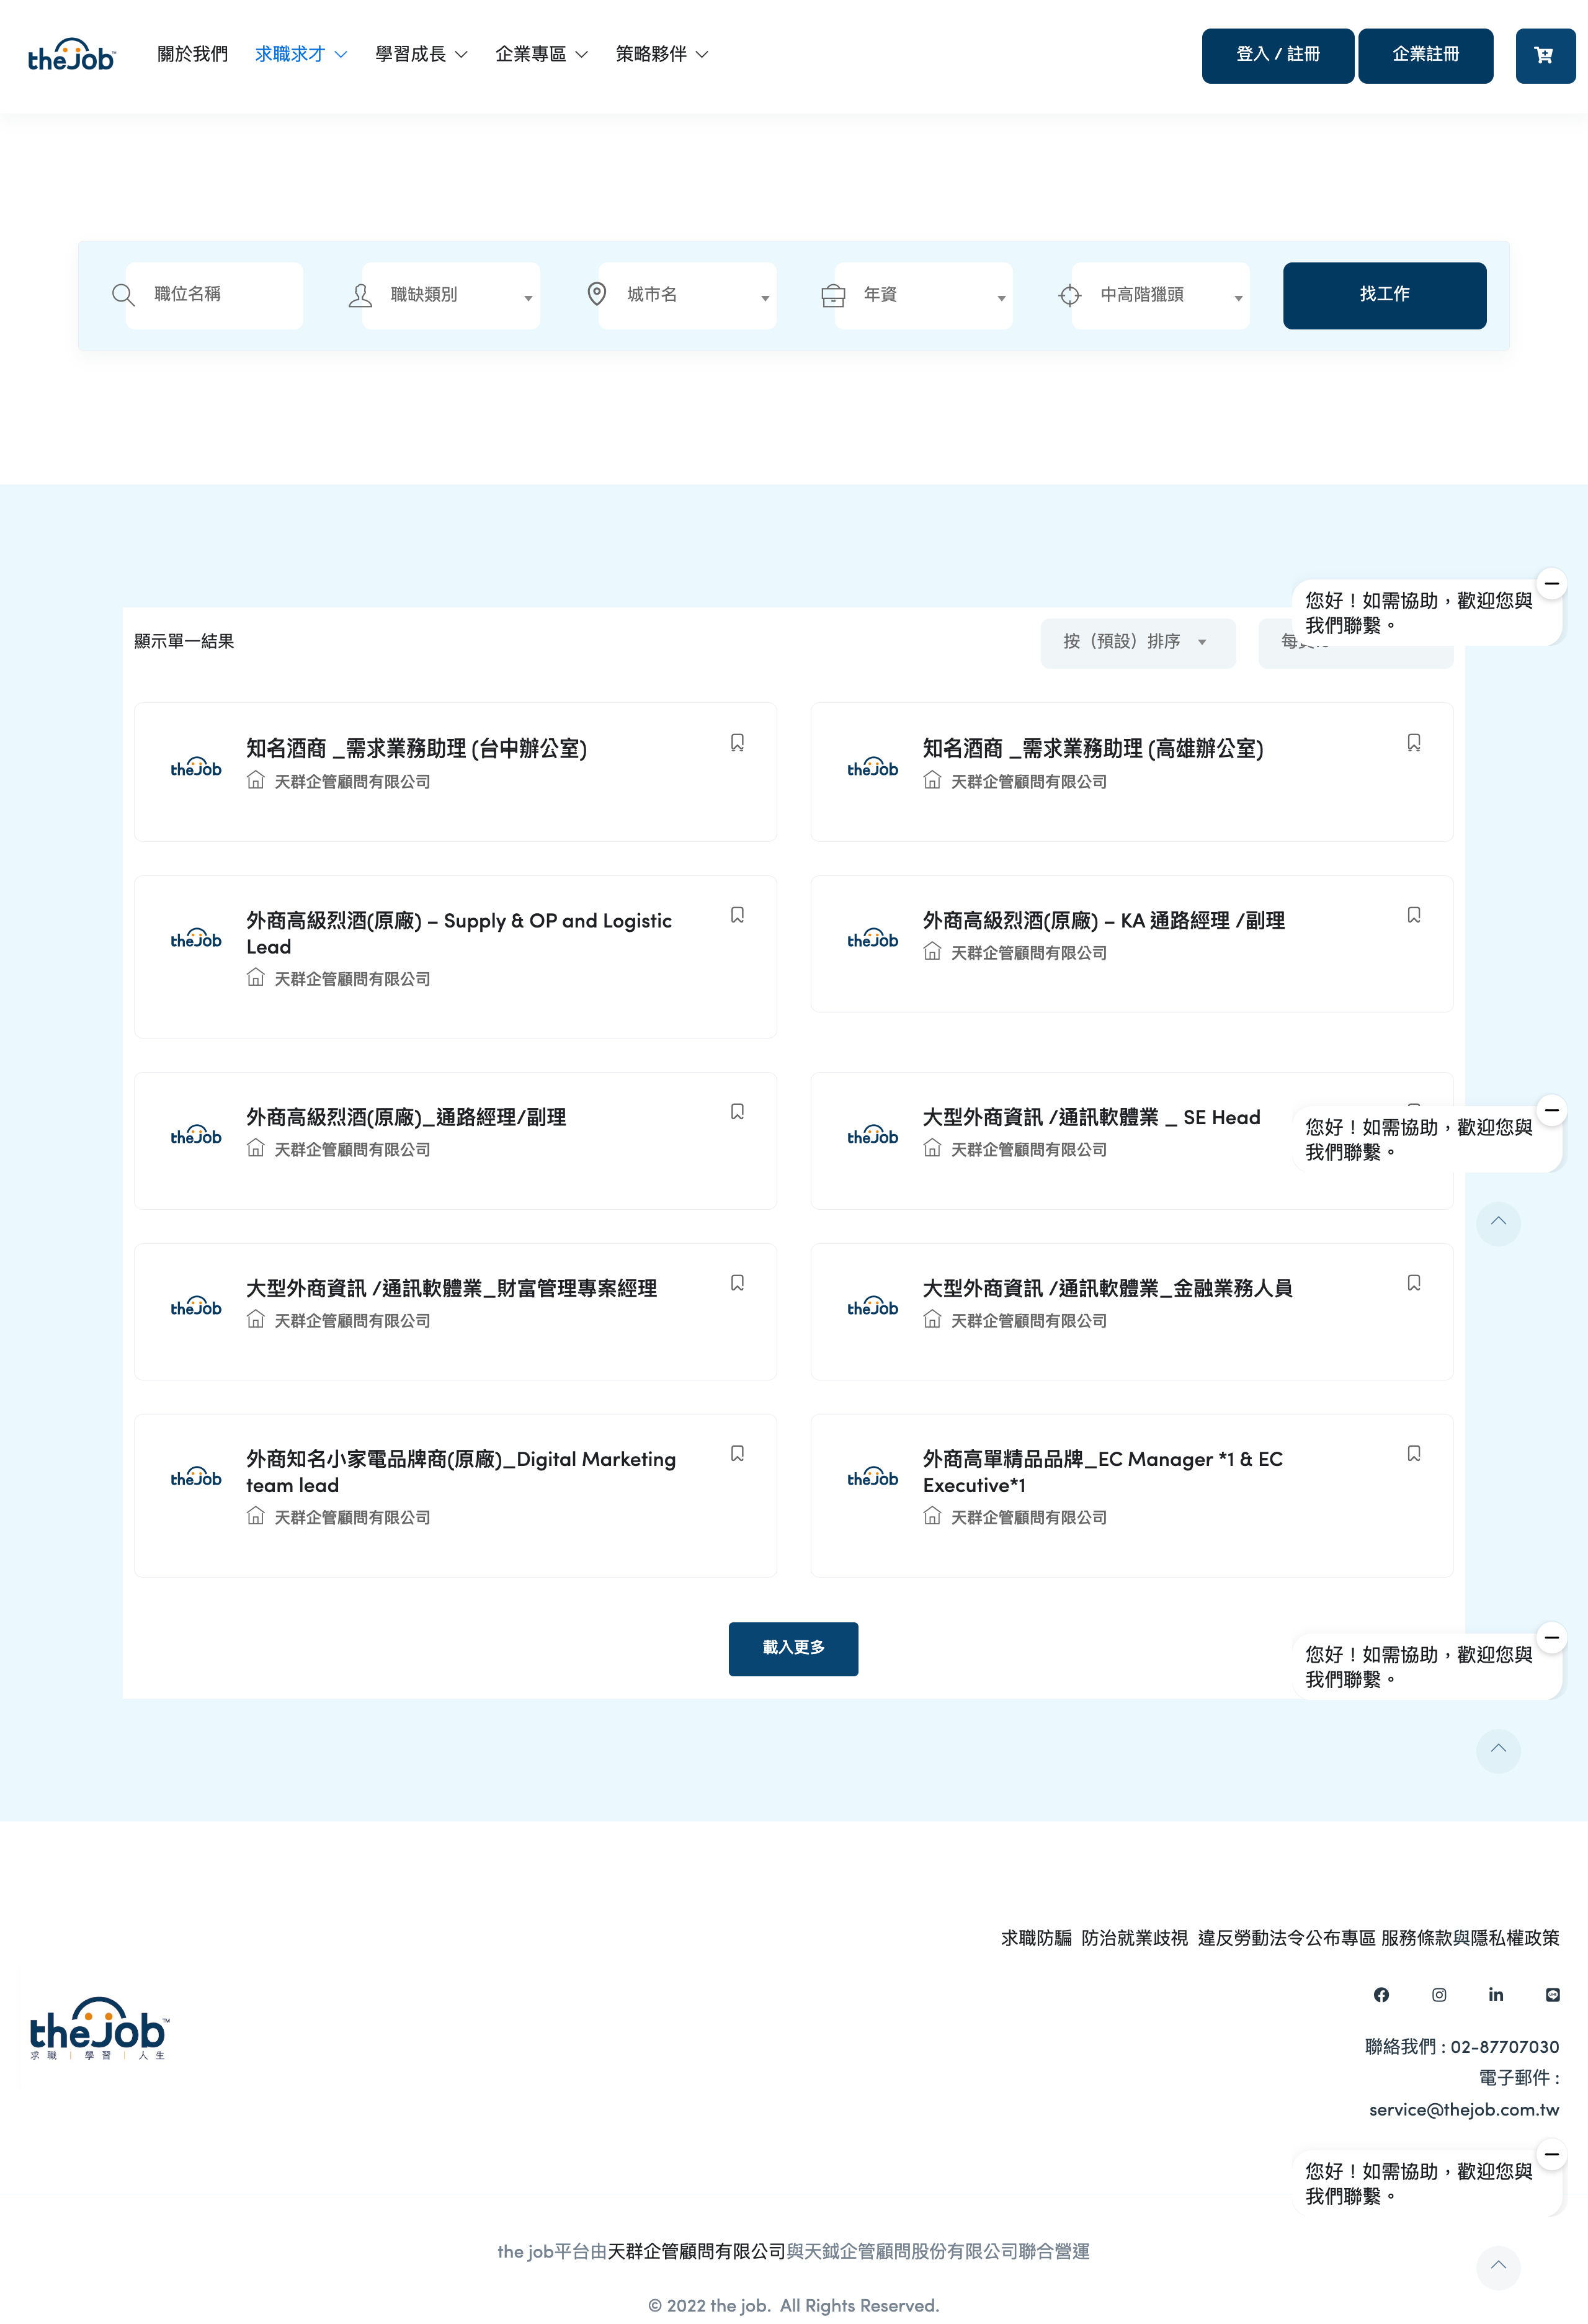 thejob™
關於我們
求職求才
學習成長
企業專區
策略夥伴
登入 / 註冊
企業註冊
職位名稱
職缺類別
城市名
年資
中高階獵頭
找工作
您好！如需協助，歡迎您與
我們聯繫。
顯示單一結果
按（預設）排序
thejob
知名酒商 _需求業務助理 (台中辦公室)
天群企管顧問有限公司
thejob
知名酒商 _需求業務助理 (高雄辦公室)
天群企管顧問有限公司
thejob
外商高級烈酒(原廠) – Supply & OP and Logistic
Lead
天群企管顧問有限公司
thejob
外商高級烈酒(原廠) – KA 通路經理 /副理
天群企管顧問有限公司
thejob
外商高級烈酒(原廠)_通路經理/副理
天群企管顧問有限公司
thejob
大型外商資訊 /通訊軟體業 _ SE Head
天群企管顧問有限公司
您好！如需協助，歡迎您與
我們聯繫。
thejob
大型外商資訊 /通訊軟體業_財富管理專案經理
天群企管顧問有限公司
thejob
大型外商資訊 /通訊軟體業_金融業務人員
天群企管顧問有限公司
thejob
外商知名小家電品牌商(原廠)_Digital Marketing
team lead
天群企管顧問有限公司
thejob
外商高單精品品牌_EC Manager *1 & EC
Executive*1
天群企管顧問有限公司
載入更多
您好！如需協助，歡迎您與
我們聯繫。
求職防騙 防治就業歧視 違反勞動法令公布專區 服務條款與隱私權政策
thejob™
求職 | 學習 | 人生
聯絡我們 : 02-87707030
電子郵件 :
service@thejob.com.tw
您好！如需協助，歡迎您與
我們聯繫。
the job平台由天群企管顧問有限公司與天鉞企管顧問股份有限公司聯合營運
© 2022 the job. All Rights Reserved.